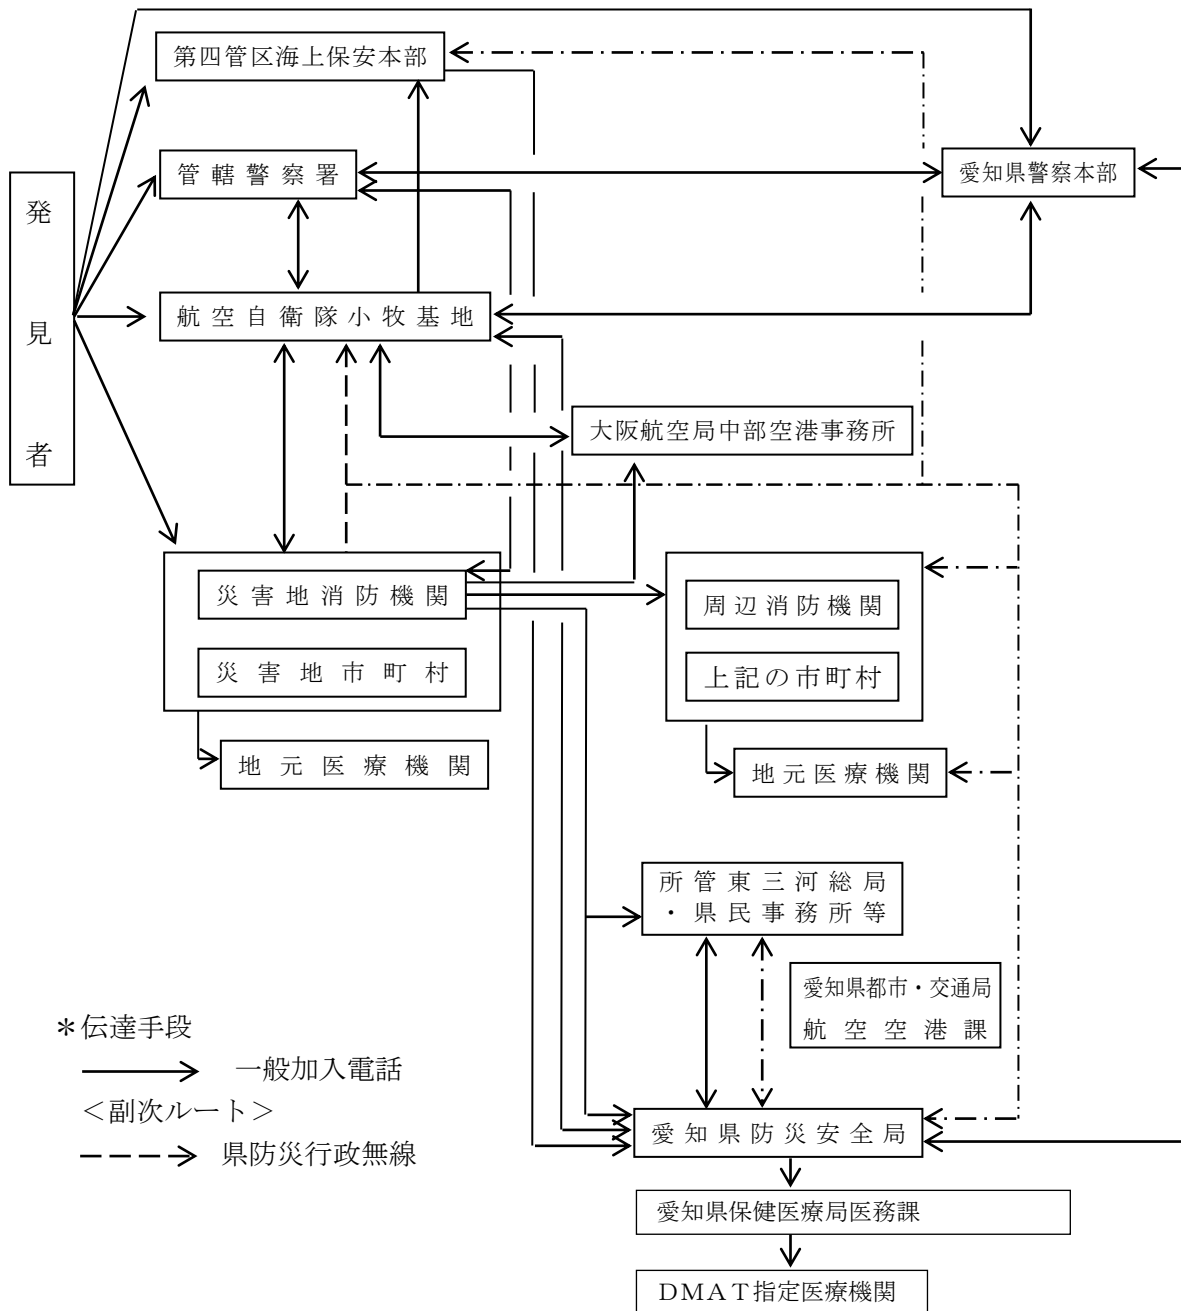 第四管区海上保安本部
管轄警察署
愛知県警察本部
発見者
航空自衛隊小牧基地
大阪航空局中部空港事務所
災害地消防機関
周辺消防機関
災害地市町村
上記の市町村
地元医療機関
地元医療機関
所管東三河総局
・県民事務所等
愛知県都市・交通局
航空空港課
＊伝達手段
一般加入電話
＜副次ルート＞
県防災行政無線
愛知県防災安全局
愛知県保健医療局医務課
ＤＭＡＴ指定医療機関